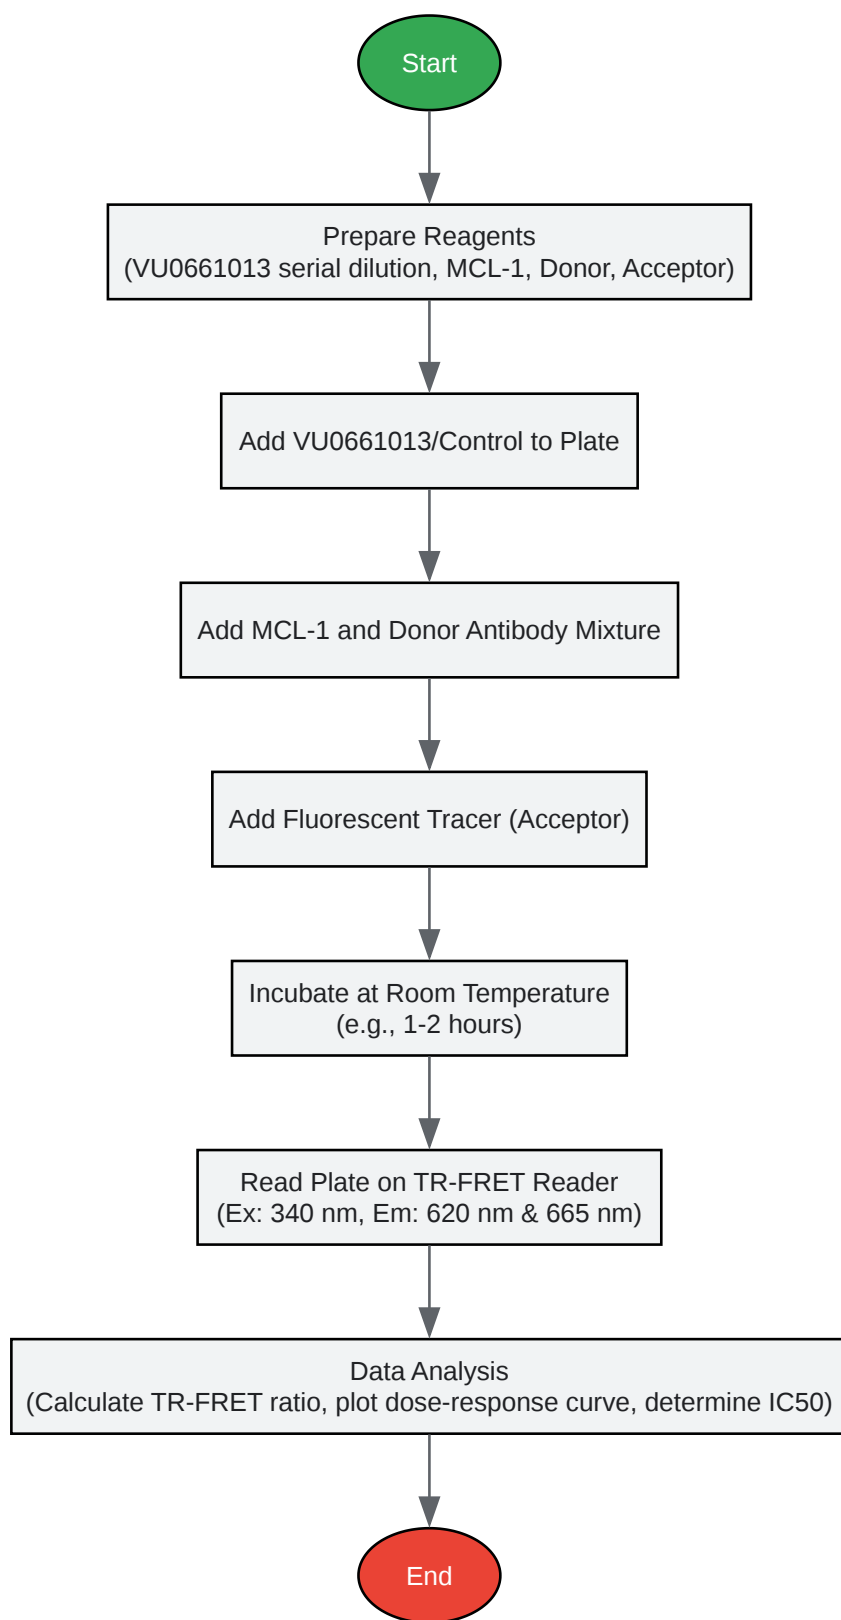 Start
Prepare Reagents
(VU0661013 serial dilution, MCL-1, Donor, Acceptor)
Add VU0661013/Control to Plate
Add MCL-1 and Donor Antibody Mixture
Add Fluorescent Tracer (Acceptor)
Incubate at Room Temperature
(e.g., 1-2 hours)
Read Plate on TR-FRET Reader
(Ex: 340 nm, Em: 620 nm & 665 nm)
Data Analysis
(Calculate TR-FRET ratio, plot dose-response curve, determine IC50)
End